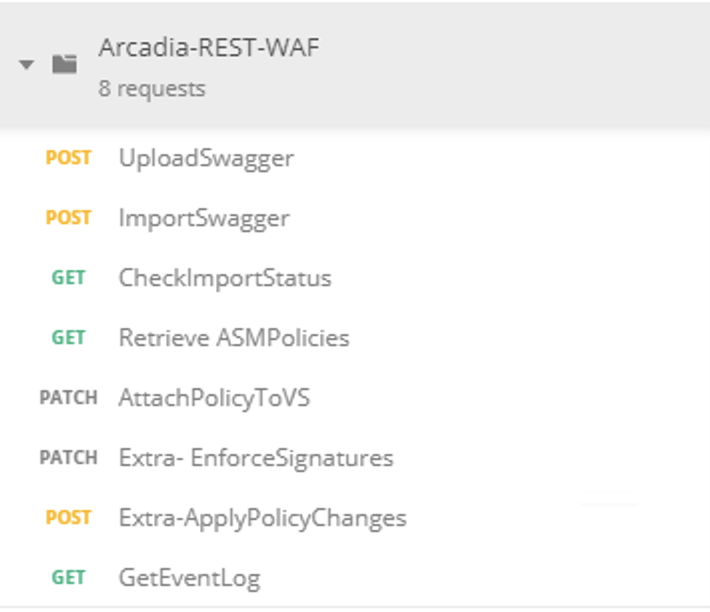 Arcadia-REST-WAF
8 requests
POST UploadSwagger
POST ImportSwagger
GET CheckImportStatus
GET Retrieve ASMPolicies
PATCH AttachPolicyToVS
PATCH Extra- EnforceSignatures
POST Extra-ApplyPolicyChanges
GET GetEventLog